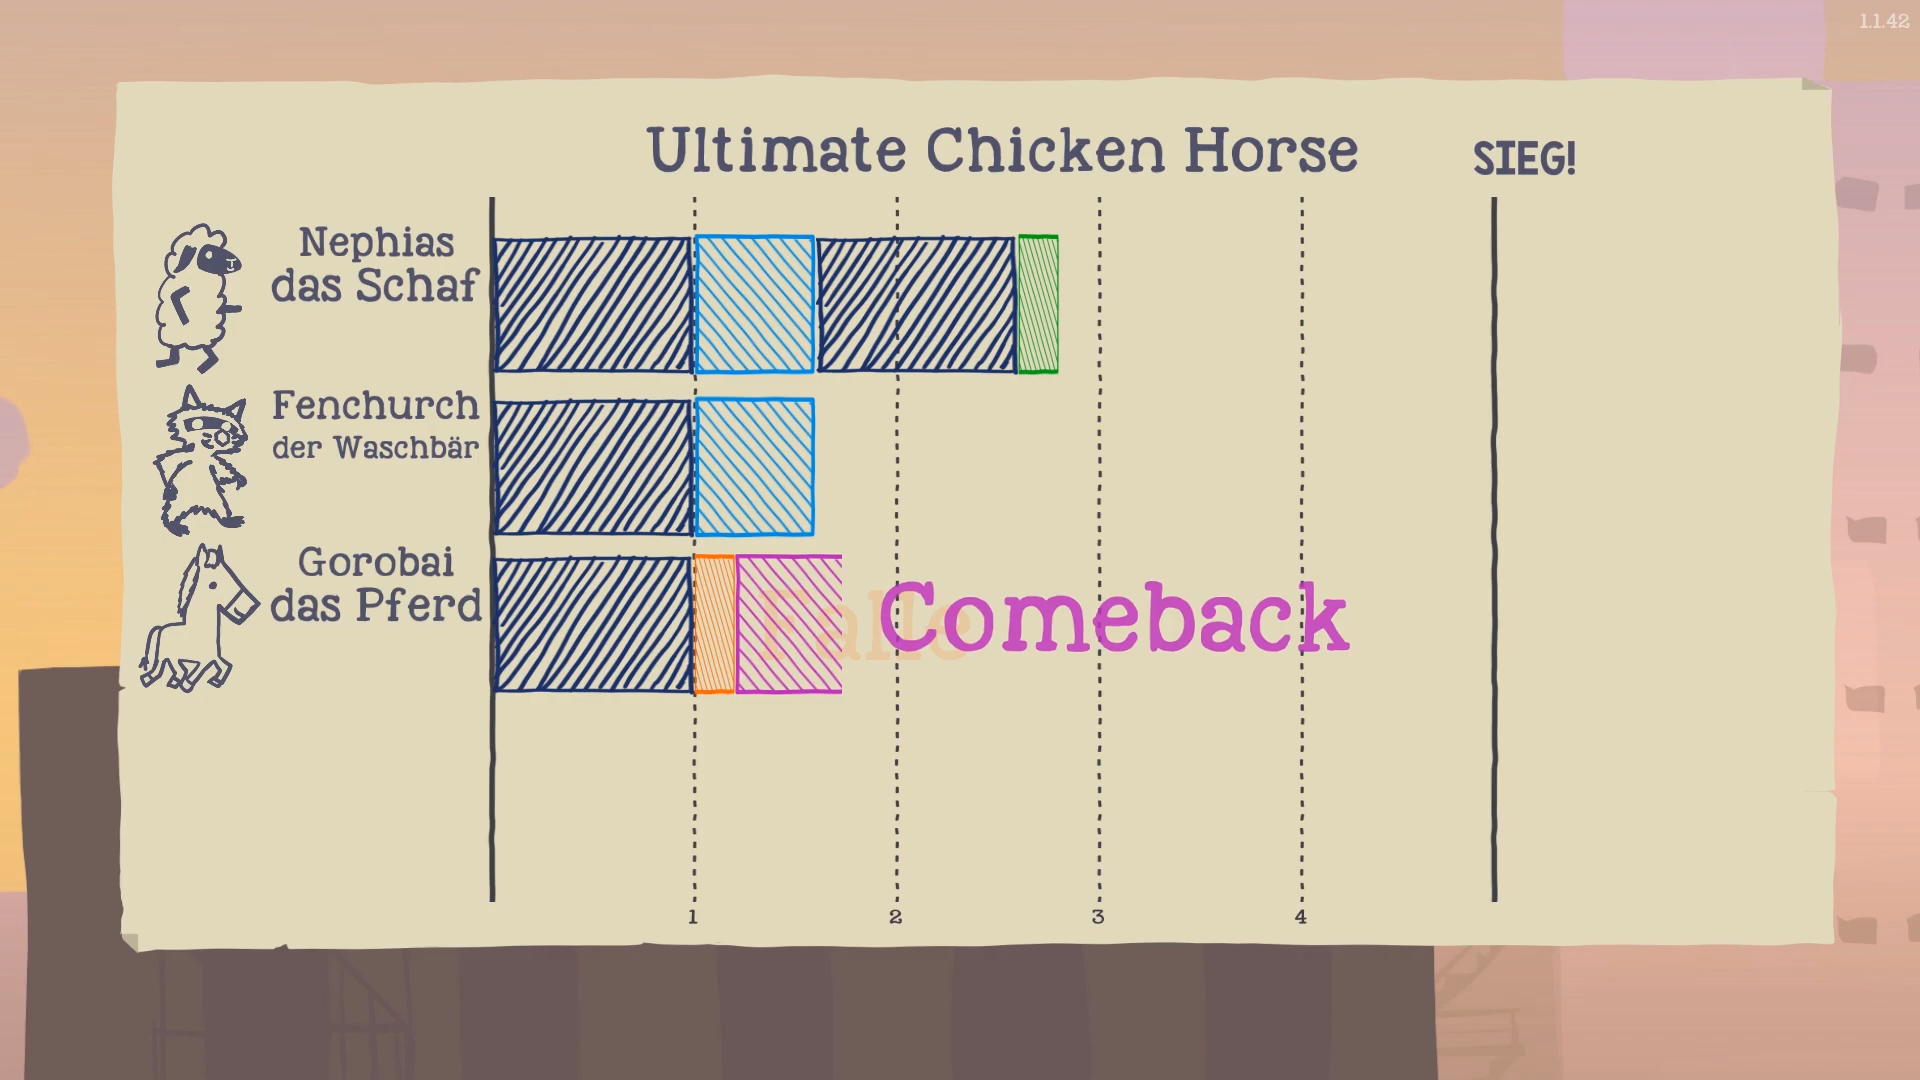 1.1.42
Ultimate Chicken Horse
SIEG!
Nephias
das Schaf
Fenchurch
der Waschbär
Gorobai
das Pferd
Falle
Comeback
1 2 3 4